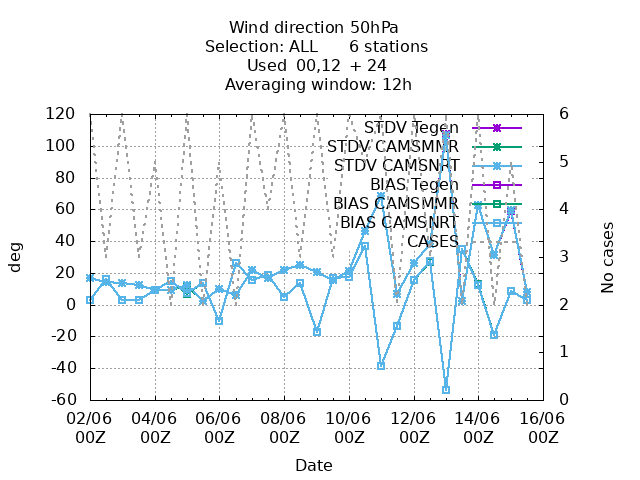 Wind direction 50hPa
Selection: ALL 6 stations
Used 00,12 + 24
Averaging window: 12h
120
100
80
60
40
20
0
-20
-40
-60
deg
6
5
4
3
2
1
0
No cases
STDV Tegen
STDV CAMSMMR
STDV CAMSNRT
BIAS Tegen
BIAS CAMSMMR
BIAS CAMSNRT
CASES
02/06 04/06 06/06 08/06 10/06 12/06 14/06 16/06
00Z 00Z 00Z 00Z 00Z 00Z 00Z 00Z
Date